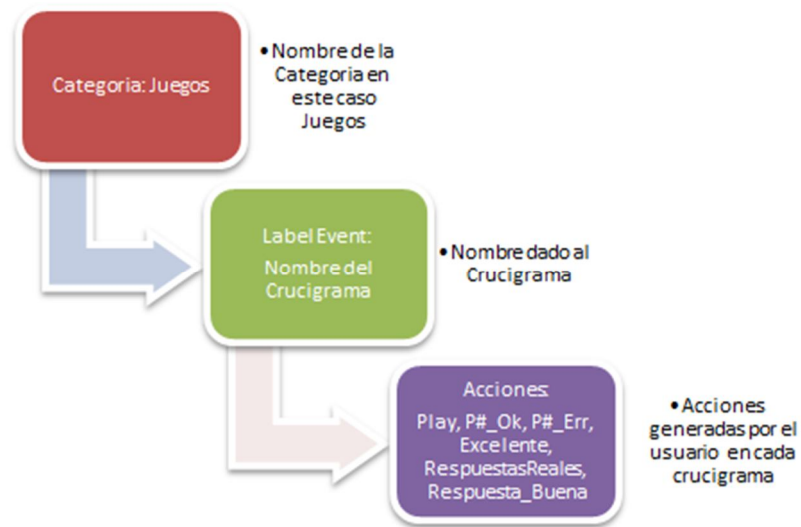 Categoria: Juegos
•Nombre de la
Categoria en
este caso
Juegos
Label Event:
Nombre del
Crucigrama
•Nombre dado al
Crucigrama
Acciones:
Play, P#_Ok, P#_Err,
Excelente,
RespuestasReales,
Respuesta_Buena
•Acciones
generadas por el
usuario en cada
crucigrama